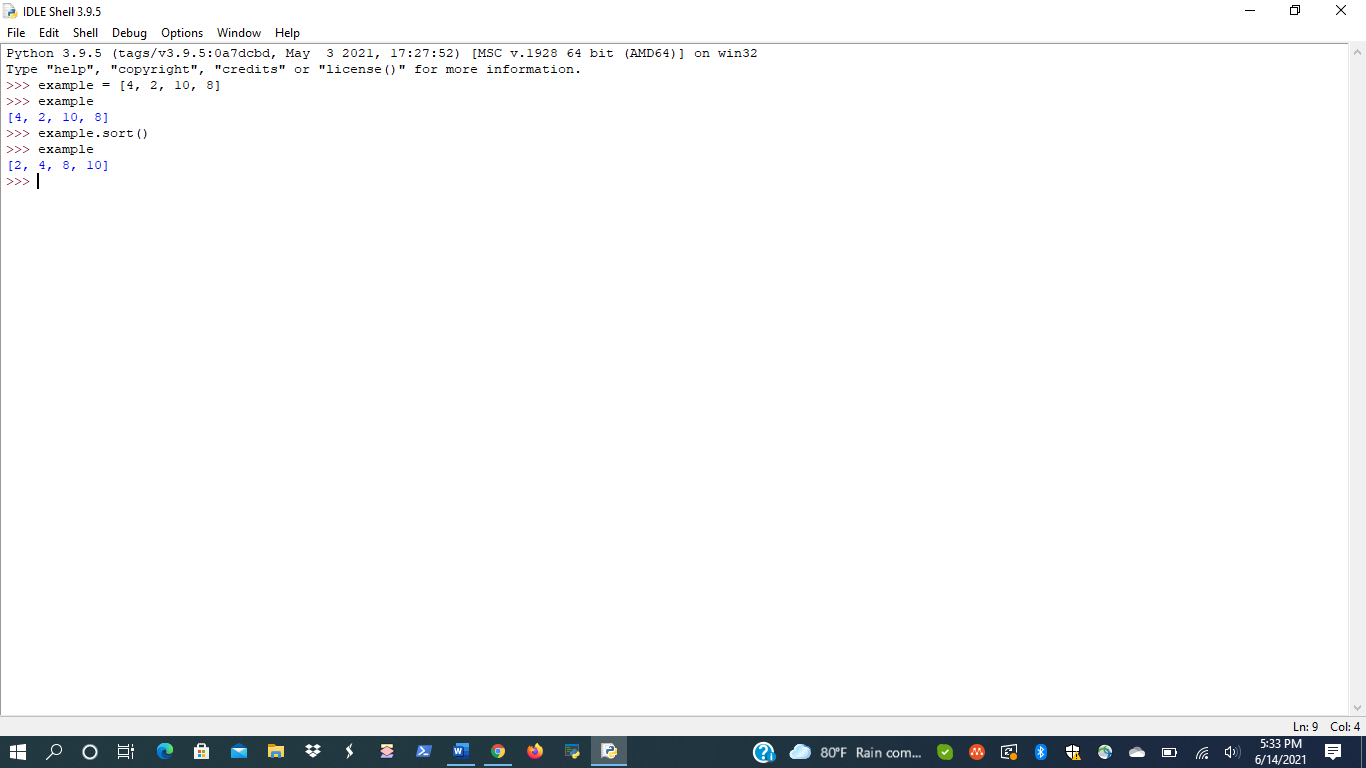 IDLE Shell 3.9.5
File Edit Shell Debug Options Window Help
Python 3.9.5 (tags/v3.9.5:0a7dcbd, May  3 2021, 17:27:52) [MSC v.1928 64 bit (AMD64)] on win32
Type "help", "copyright", "credits" or "license()" for more information.
>>> example = [4, 2, 10, 8]
>>> example
[4, 2, 10, 8]
>>> example.sort()
>>> example
[2, 4, 8, 10]
>>>
Ln: 9 Col: 4
80°F Rain com...
5:33 PM
6/14/2021